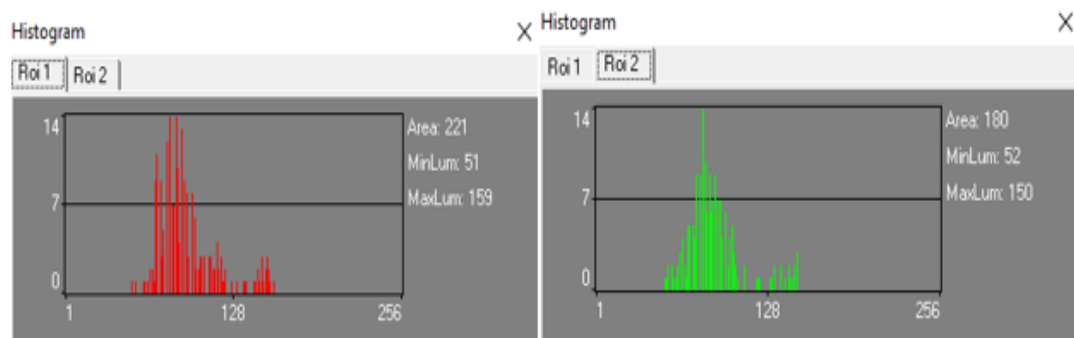 Histogram X
Roi 1 Roi 2
14
7
0
1 128 256
Area: 221
MinLum: 51
MaxLum: 159
Histogram X
Roi 1 Roi 2
14
7
0
1 128 256
Area: 180
MinLum: 52
MaxLum: 150